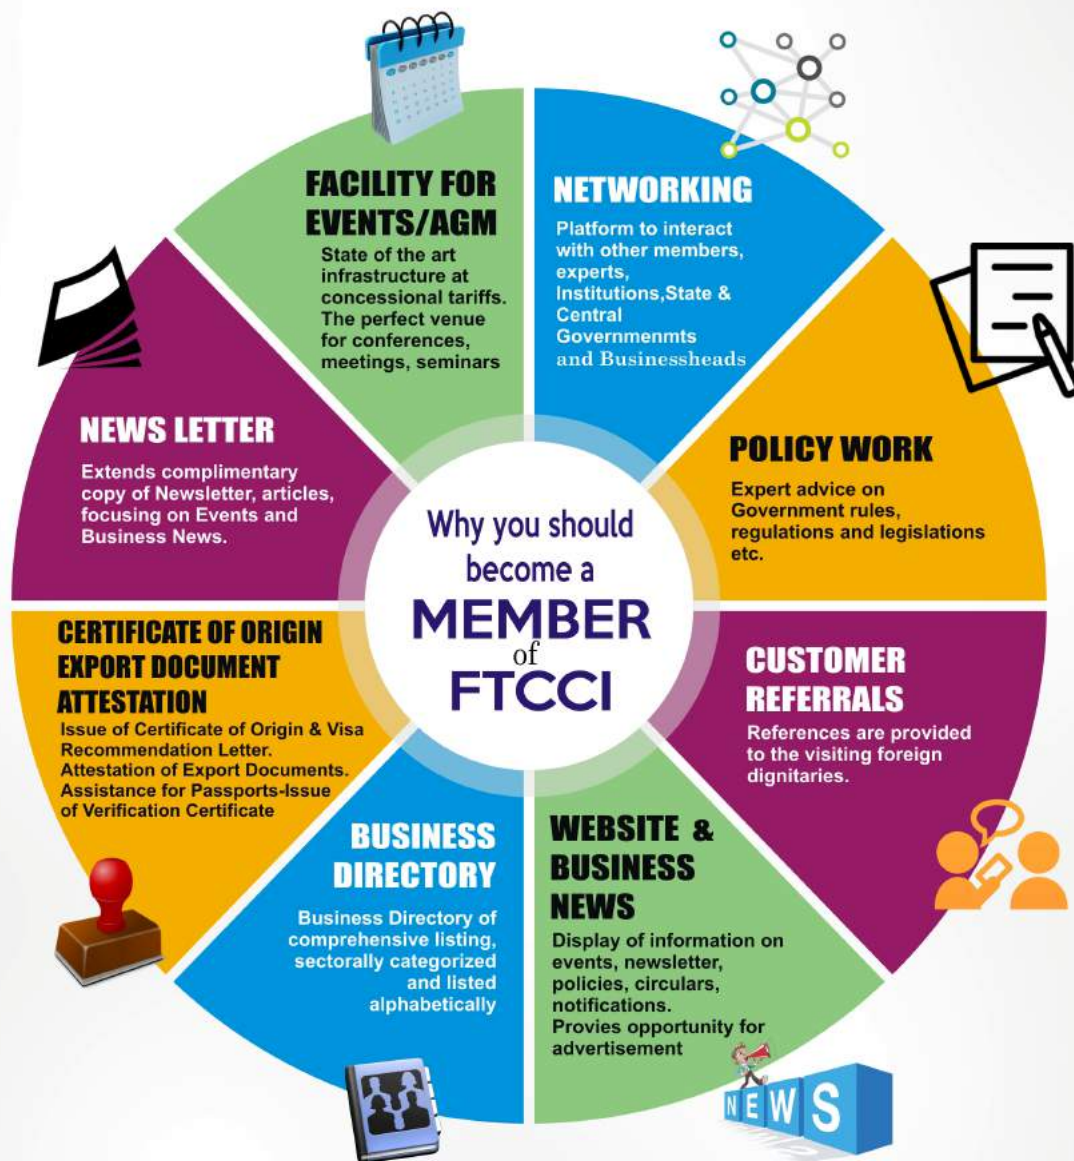 FACILITY FOR
EVENTS/AGM
State of the art
infrastructure at
concessional tariffs.
The perfect venue
for conferences,
meetings, seminars
NETWORKING
Platform to interact
with other members,
experts,
Institutions,State &
Central
Governmenmts
and Businessheads
POLICY WORK
Expert advice on
Government rules,
regulations and legislations
etc.
CUSTOMER
REFERRALS
References are provided
to the visiting foreign
dignitaries.
WEBSITE &
BUSINESS
NEWS
Display of information on
events, newsletter,
policies, circulars,
notifications.
Provies opportunity for
advertisement
NEWS
BUSINESS
DIRECTORY
Business Directory of
comprehensive listing,
sectorally categorized
and listed
alphabetically
CERTIFICATE OF ORIGIN
EXPORT DOCUMENT
ATTESTATION
Issue of Certificate of Origin & Visa
Recommendation Letter.
Attestation of Export Documents.
Assistance for Passports-Issue
of Verification Certificate
NEWS LETTER
Extends complimentary
copy of Newsletter, articles,
focusing on Events and
Business News.
Why you should
become a
MEMBER
of
FTCCI